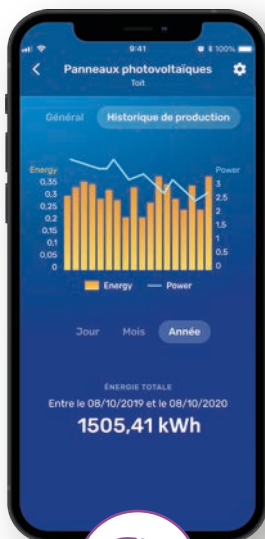 9:41
100%
Panneaux photovoltaïques
Toit
Général Historique de production
Energy Power
0,35
0,3
0,25
0,2
0,15
0,1
0,05
0
3
2,5
2
1,5
1
0,5
0
Energy Power
Jour Mois Année
ÉNERGIE TOTALE
Entre le 08/10/2019 et le 08/10/2020
1505,41 kWh